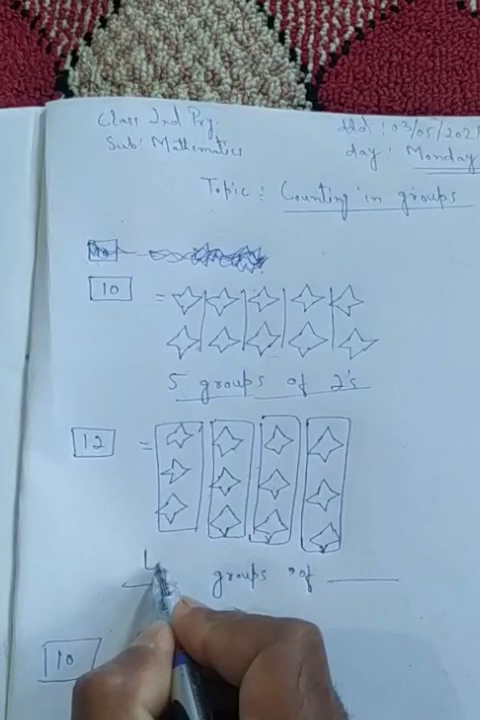 Class 2nd Pry.
Sub: Mathematics
dtd: 03/05/202
day: Monday
Topic: Counting in groups
10 =
5 groups of 2's
12 =
4 groups of
10